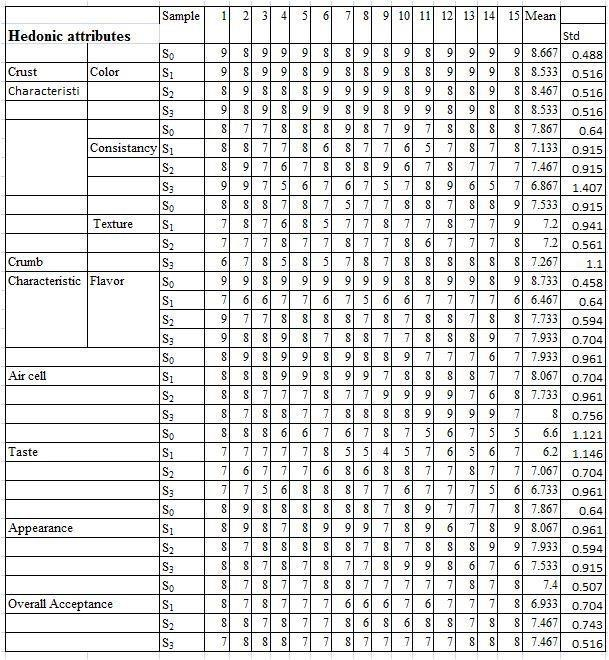 Sample 1 2 3 4 5 6 7 8 9 10 11 12 13 14 15 Mean
Hedonic attributes Std
S0 9 8 9 9 9 8 8 9 8 9 8 9 9 9 9 8.667 0.488
Crust Color S1 9 8 9 9 8 9 8 8 9 8 8 8 9 9 8 8.533 0.516
Characteristi S2 8 9 8 8 9 8 9 8 9 8 8 9 9 8 8 8.467 0.516
S3 9 8 9 8 9 9 8 9 8 9 9 8 9 8 8 8.533 0.516
S0 8 7 7 8 8 8 9 8 7 9 7 8 8 8 8 7.867 0.64
Consistancy S1 8 8 7 7 8 6 8 7 7 6 5 7 8 7 8 7.133 0.915
S2 8 9 7 6 7 8 8 8 9 6 7 8 7 7 7 7.467 0.915
S3 9 9 7 5 6 7 6 7 5 7 8 9 6 5 7 6.867 1.407
S0 8 8 8 7 8 7 5 7 7 8 8 7 8 8 9 7.533 0.915
Texture S1 7 8 7 6 8 5 7 7 8 7 7 8 7 7 9 7.2 0.941
S2 7 7 7 8 7 7 8 7 7 8 6 7 7 7 8 7.2 0.561
Crumb S3 6 7 8 5 8 5 7 8 7 8 8 8 8 8 8 7.267 1.1
Characteristic Flavor S0 9 9 8 9 9 9 9 9 9 8 8 9 9 8 9 8.733 0.458
S1 7 6 6 7 7 6 7 5 6 6 7 7 7 7 6 6.467 0.64
S2 9 7 7 8 8 8 8 7 8 7 8 8 7 8 8 7.733 0.594
S3 9 8 8 9 8 7 8 8 7 7 8 8 8 9 7 7.933 0.704
S0 8 9 8 9 8 8 9 8 8 9 7 7 7 6 7 7.933 0.961
Air cell S1 8 8 8 9 9 8 9 9 7 8 8 8 8 7 7 8.067 0.704
S2 8 8 7 7 7 8 7 7 9 9 9 9 7 6 8 7.733 0.961
S3 8 7 8 8 7 7 8 8 8 8 9 9 9 9 7 8 0.756
S0 8 8 8 6 6 7 6 7 8 7 5 6 7 5 5 6.6 1.121
Taste S1 7 7 7 7 7 8 5 5 4 5 7 6 5 6 7 6.2 1.146
S2 7 6 7 7 7 6 8 6 8 8 7 7 8 7 7 7.067 0.704
S3 7 7 5 6 8 8 8 7 7 6 7 7 7 5 6 6.733 0.961
S0 8 9 8 8 8 8 8 8 7 8 9 7 7 7 8 7.867 0.64
Appearance S1 8 9 8 7 8 9 9 9 7 8 9 6 7 8 9 8.067 0.961
S2 8 7 8 8 8 8 8 7 8 7 8 8 8 9 9 7.933 0.594
S3 8 8 7 8 7 8 7 7 8 9 9 8 6 7 6 7.533 0.915
S0 8 7 8 7 7 8 7 7 7 7 7 7 8 7 8 7.4 0.507
Overall Acceptance S1 8 7 8 7 7 7 6 6 6 7 6 7 7 7 8 6.933 0.704
S2 8 8 7 8 7 7 8 6 8 6 8 8 7 8 8 7.467 0.743
S3 7 8 8 8 7 7 8 7 8 7 7 7 8 8 8 7.467 0.516